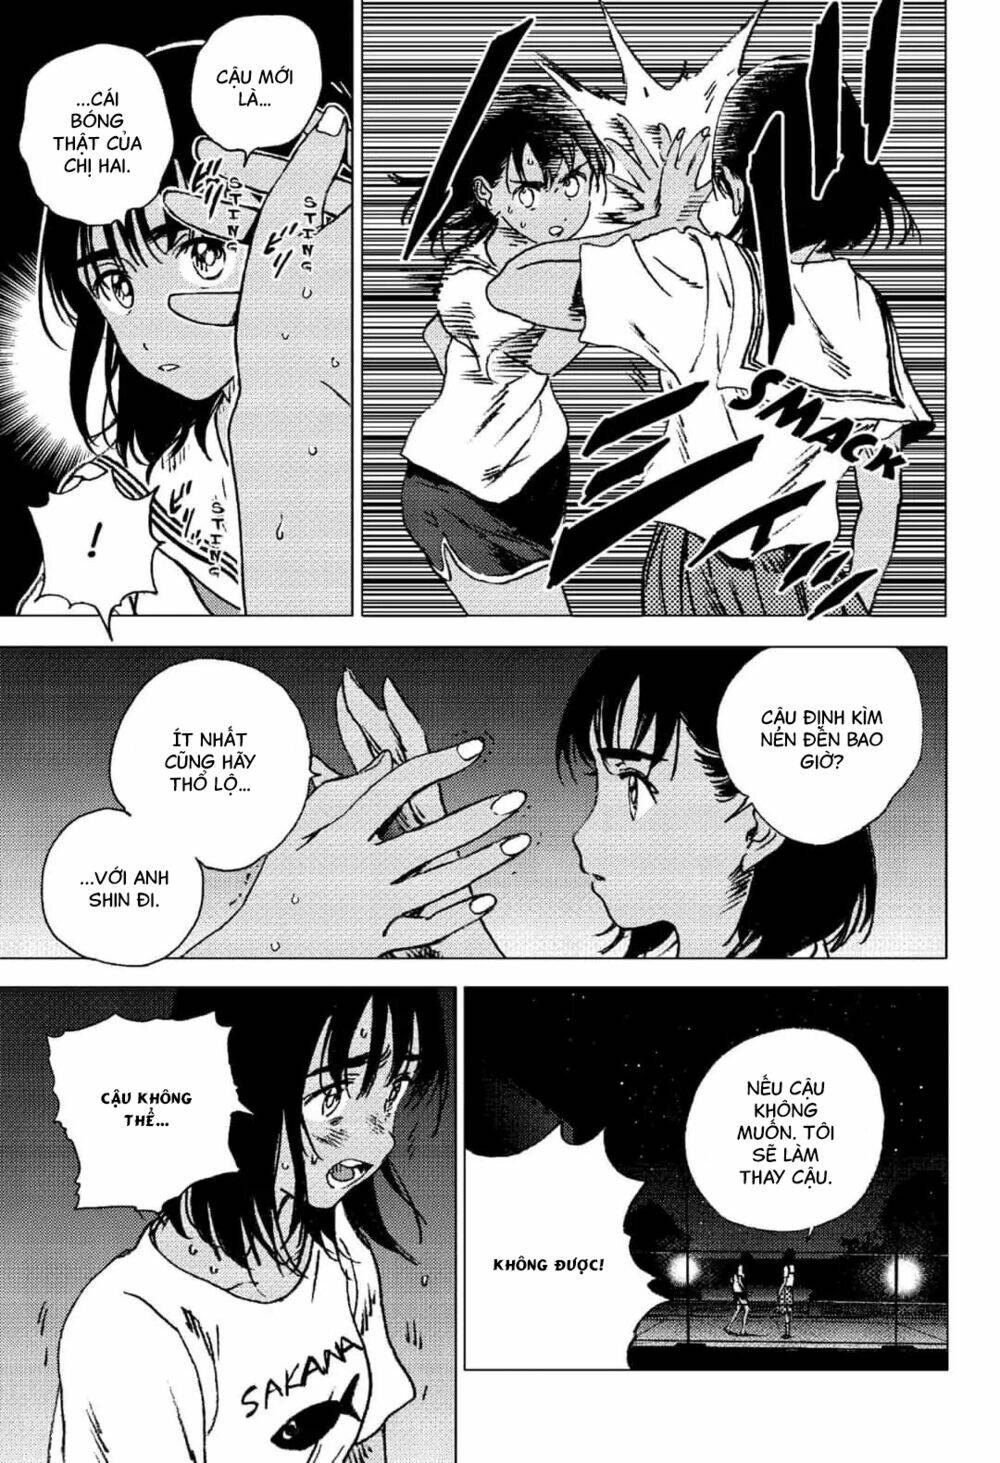 SMACK
CẬU MỚI
LÀ...
...CÁI
BÓNG
THẬT CỦA
CHỊ HAI.
STING
STING
STING
!
CẬU ĐỊNH KÌM
NÉN ĐẾN BAO
GIỜ?
ÍT NHẤT
CŨNG HÃY
THỔ LỘ...
...VỚI ANH
SHIN ĐI.
NẾU CẬU
KHÔNG
MUỐN. TÔI
SẼ LÀM
THAY CẬU.
KHÔNG ĐƯỢC!
CẬU KHÔNG
THỂ...
SAKANA